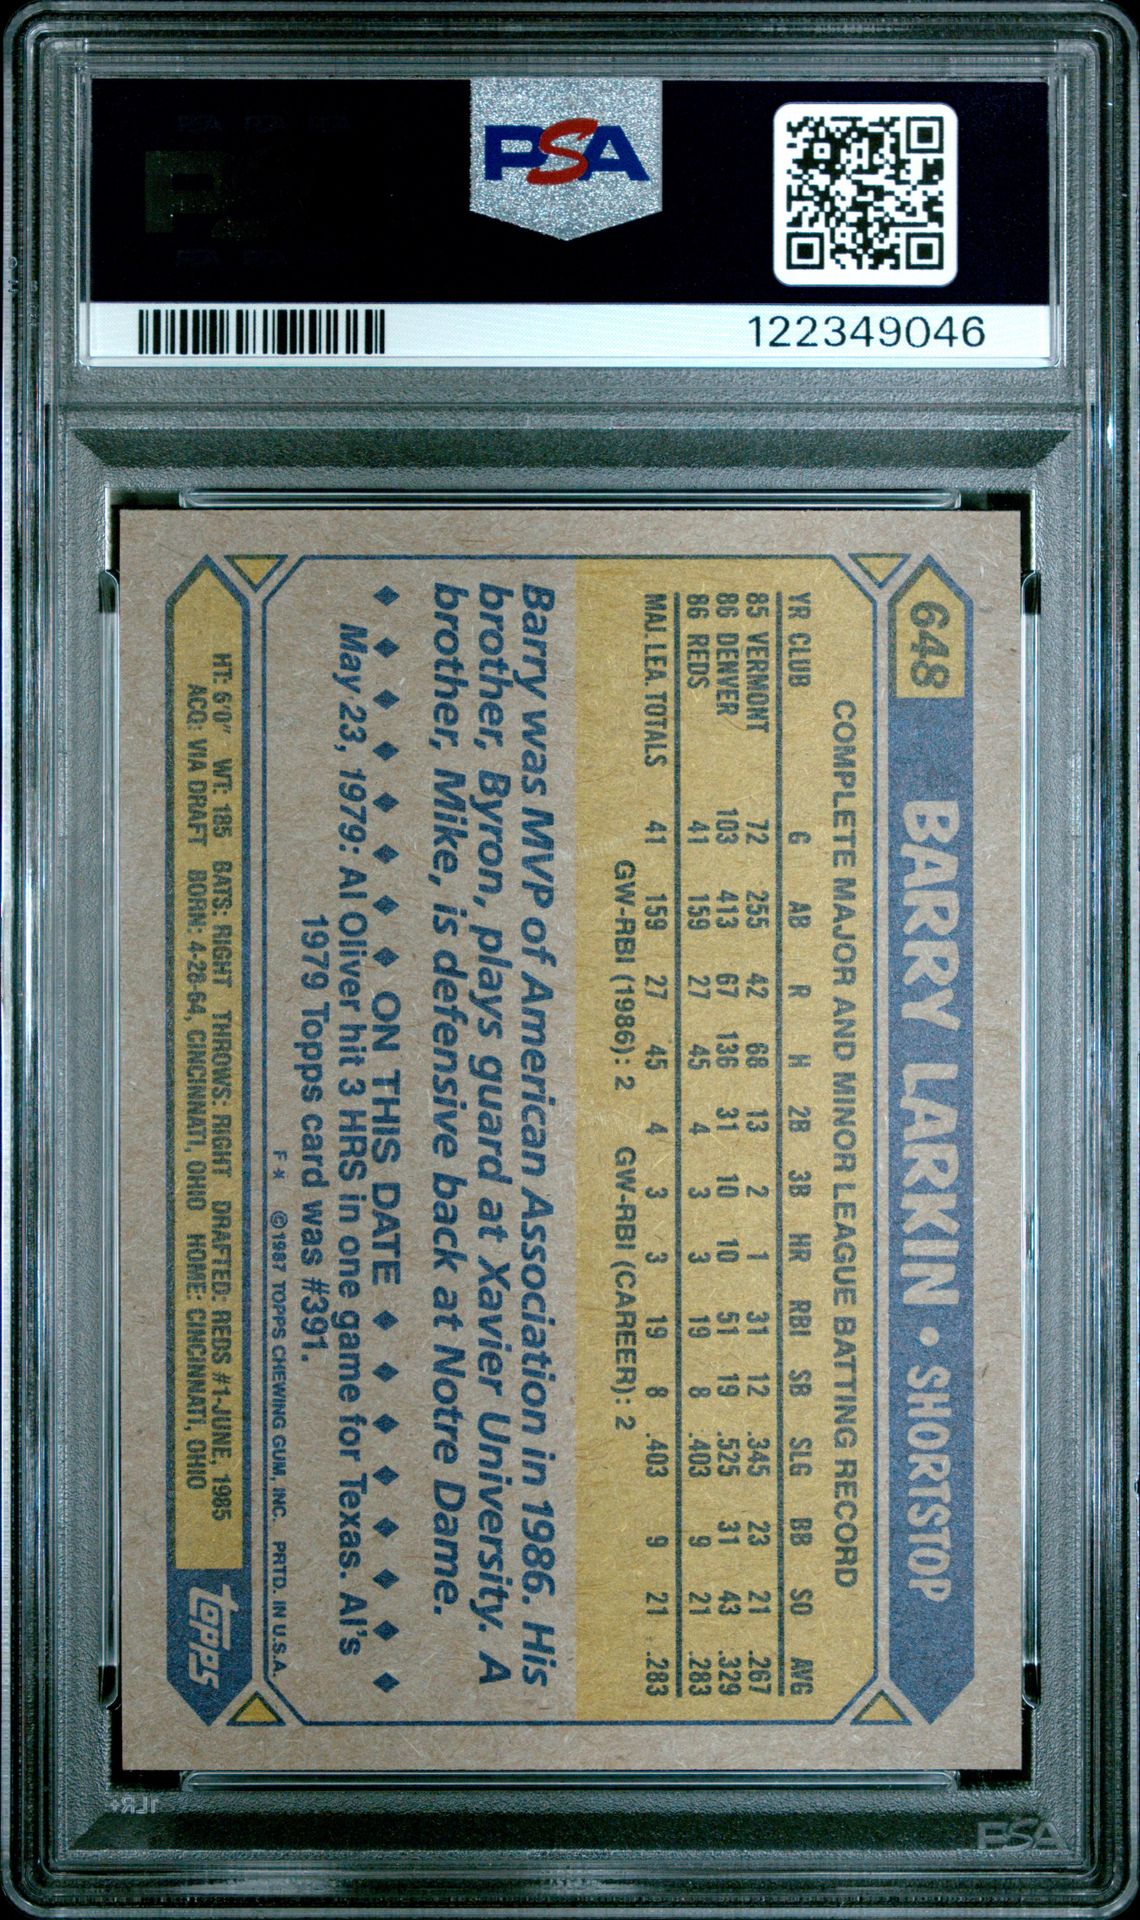 PSA
122349046
648 BARRY LARKIN • SHORTSTOP
COMPLETE MAJOR AND MINOR LEAGUE BATTING RECORD
YR CLUB G AB R H 2B 3B HR RBI SB SLG BB SO AVG
85 VERMONT 72 255 42 68 13 2 1 31 12 .345 23 21 .267
86 DENVER 103 413 67 136 31 10 10 51 19 .525 31 43 .329
86 REDS 41 159 27 45 4 3 3 19 8 .403 9 21 .283
MAJ. LEA. TOTALS 41 159 27 45 4 3 3 19 8 .403 9 21 .283
GW-RBI (1986): 2 GW-RBI (CAREER): 2
Barry was MVP of American Association in 1986. His
brother, Byron, plays guard at Xavier University. A
brother, Mike, is defensive back at Notre Dame.
◆ ◆ ◆ ◆ ◆ ◆ ◆ ◆ ON THIS DATE ◆ ◆ ◆ ◆ ◆ ◆ ◆ ◆
May 23, 1979: Al Oliver hit 3 HRS in one game for Texas. Al's
1979 Topps card was #391.
F* ©1987 TOPPS CHEWING GUM, INC. PRTD. IN U.S.A.
HT: 6'0" WT: 185 BATS: RIGHT THROWS: RIGHT DRAFTED: REDS #1-JUNE, 1985
ACQ: VIA DRAFT BORN: 4-28-64, CINCINNATI, OHIO HOME: CINCINNATI, OHIO
topps
1LR+
PSA